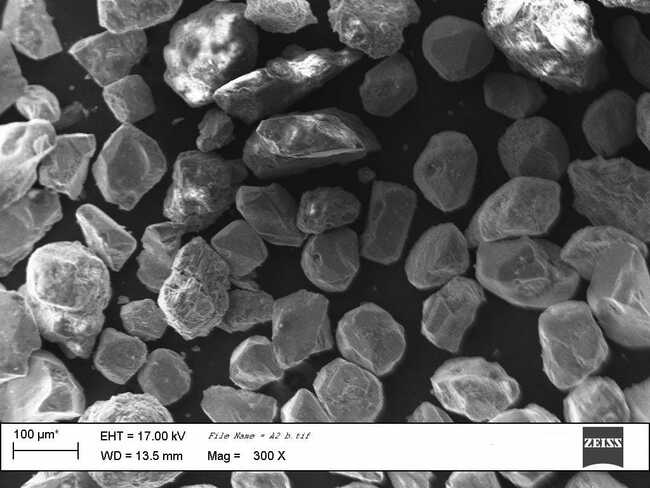 100 µm* EHT = 17.00 kV File Name = A2 b.tif ZEISS
WD = 13.5 mm Mag = 300 X